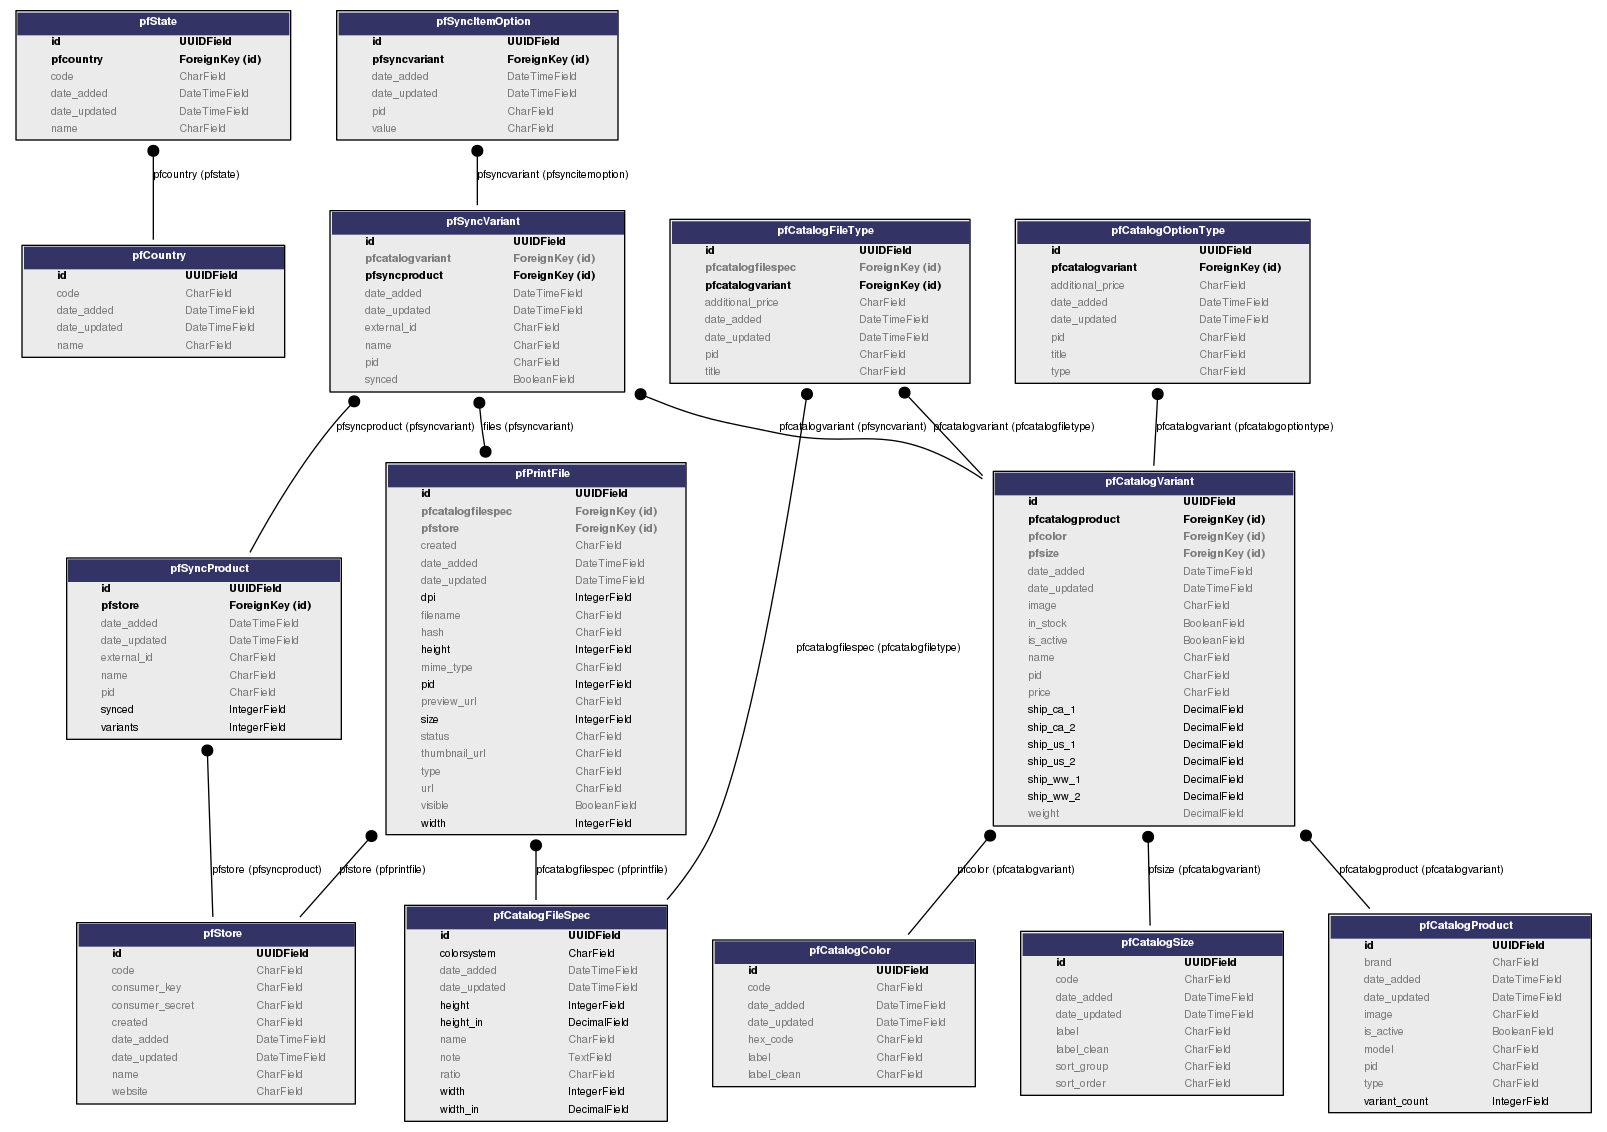 pfState
id UUIDField
pfcountry ForeignKey (id)
code CharField
date_added DateTimeField
date_updated DateTimeField
name CharField
pfSyncItemOption
id UUIDField
pfsyncvariant ForeignKey (id)
date_added DateTimeField
date_updated DateTimeField
pid CharField
value CharField
pfcountry (pfstate)
pfsyncvariant (pfsyncitemoption)
pfCountry
id UUIDField
code CharField
date_added DateTimeField
date_updated DateTimeField
name CharField
pfSyncVariant
id UUIDField
pfcatalogvariant ForeignKey (id)
pfsyncproduct ForeignKey (id)
date_added DateTimeField
date_updated DateTimeField
external_id CharField
name CharField
pid CharField
synced BooleanField
pfCatalogFileType
id UUIDField
pfcatalogfilespec ForeignKey (id)
pfcatalogvariant ForeignKey (id)
additional_price CharField
date_added DateTimeField
date_updated DateTimeField
pid CharField
title CharField
pfCatalogOptionType
id UUIDField
pfcatalogvariant ForeignKey (id)
additional_price CharField
date_added DateTimeField
date_updated DateTimeField
pid CharField
title CharField
type CharField
pfsyncproduct (pfsyncvariant)
files (pfsyncvariant)
pfcatalogvariant (pfsyncvariant)
pfcatalogvariant (pfcatalogfiletype)
pfcatalogvariant (pfcatalogoptiontype)
pfSyncProduct
id UUIDField
pfstore ForeignKey (id)
date_added DateTimeField
date_updated DateTimeField
external_id CharField
name CharField
pid CharField
synced IntegerField
variants IntegerField
pfPrintFile
id UUIDField
pfcatalogfilespec ForeignKey (id)
pfstore ForeignKey (id)
created CharField
date_added DateTimeField
date_updated DateTimeField
dpi IntegerField
filename CharField
hash CharField
height IntegerField
mime_type CharField
pid IntegerField
preview_url CharField
size IntegerField
status CharField
thumbnail_url CharField
type CharField
url CharField
visible BooleanField
width IntegerField
pfcatalogfilespec (pfcatalogfiletype)
pfCatalogVariant
id UUIDField
pfcatalogproduct ForeignKey (id)
pfcolor ForeignKey (id)
pfsize ForeignKey (id)
date_added DateTimeField
date_updated DateTimeField
image CharField
in_stock BooleanField
is_active BooleanField
name CharField
pid CharField
price CharField
ship_ca_1 DecimalField
ship_ca_2 DecimalField
ship_us_1 DecimalField
ship_us_2 DecimalField
ship_ww_1 DecimalField
ship_ww_2 DecimalField
weight DecimalField
pfstore (pfsyncproduct)
pfstore (pfprintfile)
pfcatalogfilespec (pfprintfile)
pfcolor (pfcatalogvariant)
pfsize (pfcatalogvariant)
pfcatalogproduct (pfcatalogvariant)
pfStore
id UUIDField
code CharField
consumer_key CharField
consumer_secret CharField
created CharField
date_added DateTimeField
date_updated DateTimeField
name CharField
website CharField
pfCatalogFileSpec
id UUIDField
colorsystem CharField
date_added DateTimeField
date_updated DateTimeField
height IntegerField
height_in DecimalField
name CharField
note TextField
ratio CharField
width IntegerField
width_in DecimalField
pfCatalogColor
id UUIDField
code CharField
date_added DateTimeField
date_updated DateTimeField
hex_code CharField
label CharField
label_clean CharField
pfCatalogSize
id UUIDField
code CharField
date_added DateTimeField
date_updated DateTimeField
label CharField
label_clean CharField
sort_group CharField
sort_order CharField
pfCatalogProduct
id UUIDField
brand CharField
date_added DateTimeField
date_updated DateTimeField
image CharField
is_active BooleanField
model CharField
pid CharField
type CharField
variant_count IntegerField